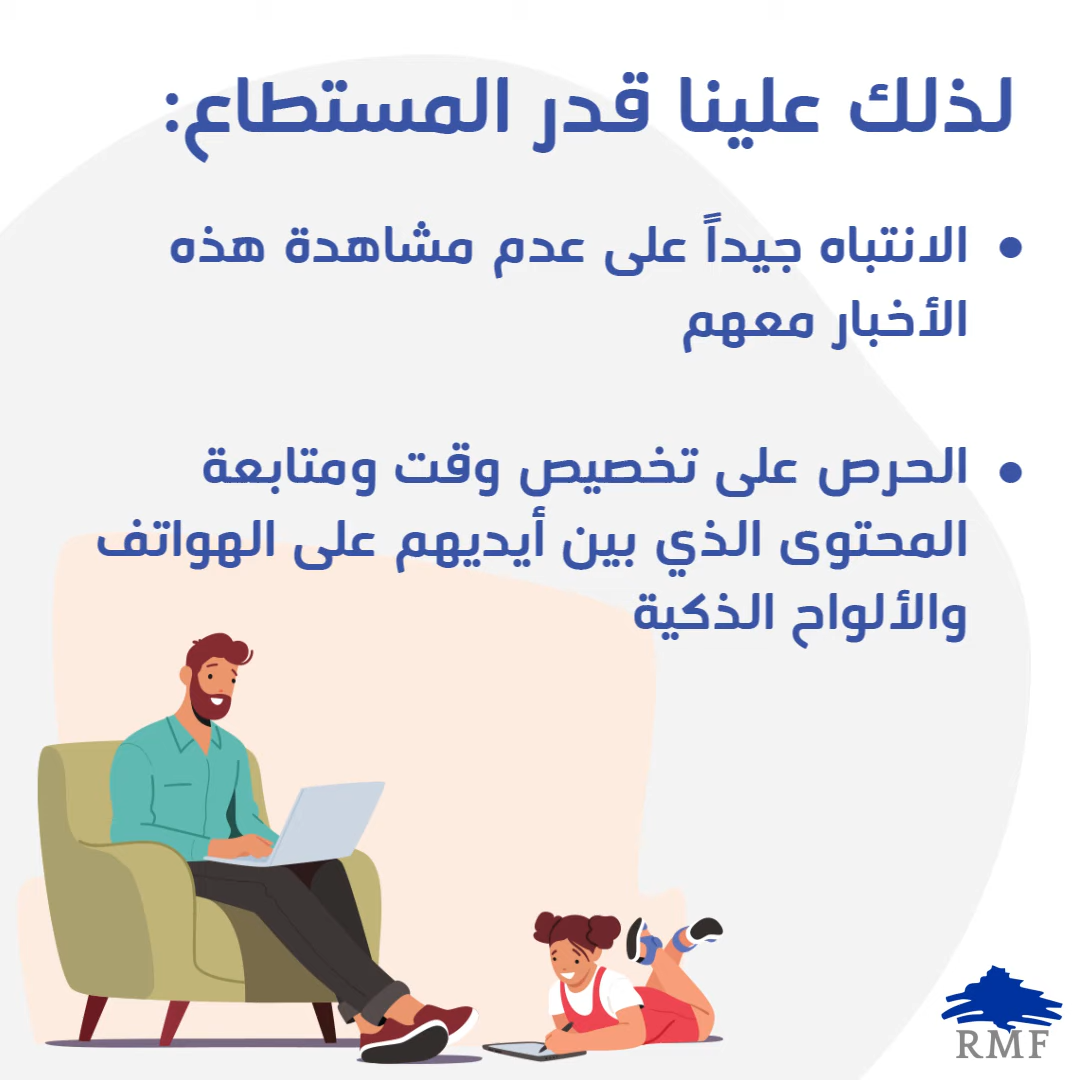 لذلك علينا قدر المستطاع:
• الانتباه جيداً على عدم مشاهدة هذه
الأخبار معهم
• الحرص على تخصيص وقت ومتابعة
المحتوى الذي بين أيديهم على الهواتف
والألواح الذكية
RMF